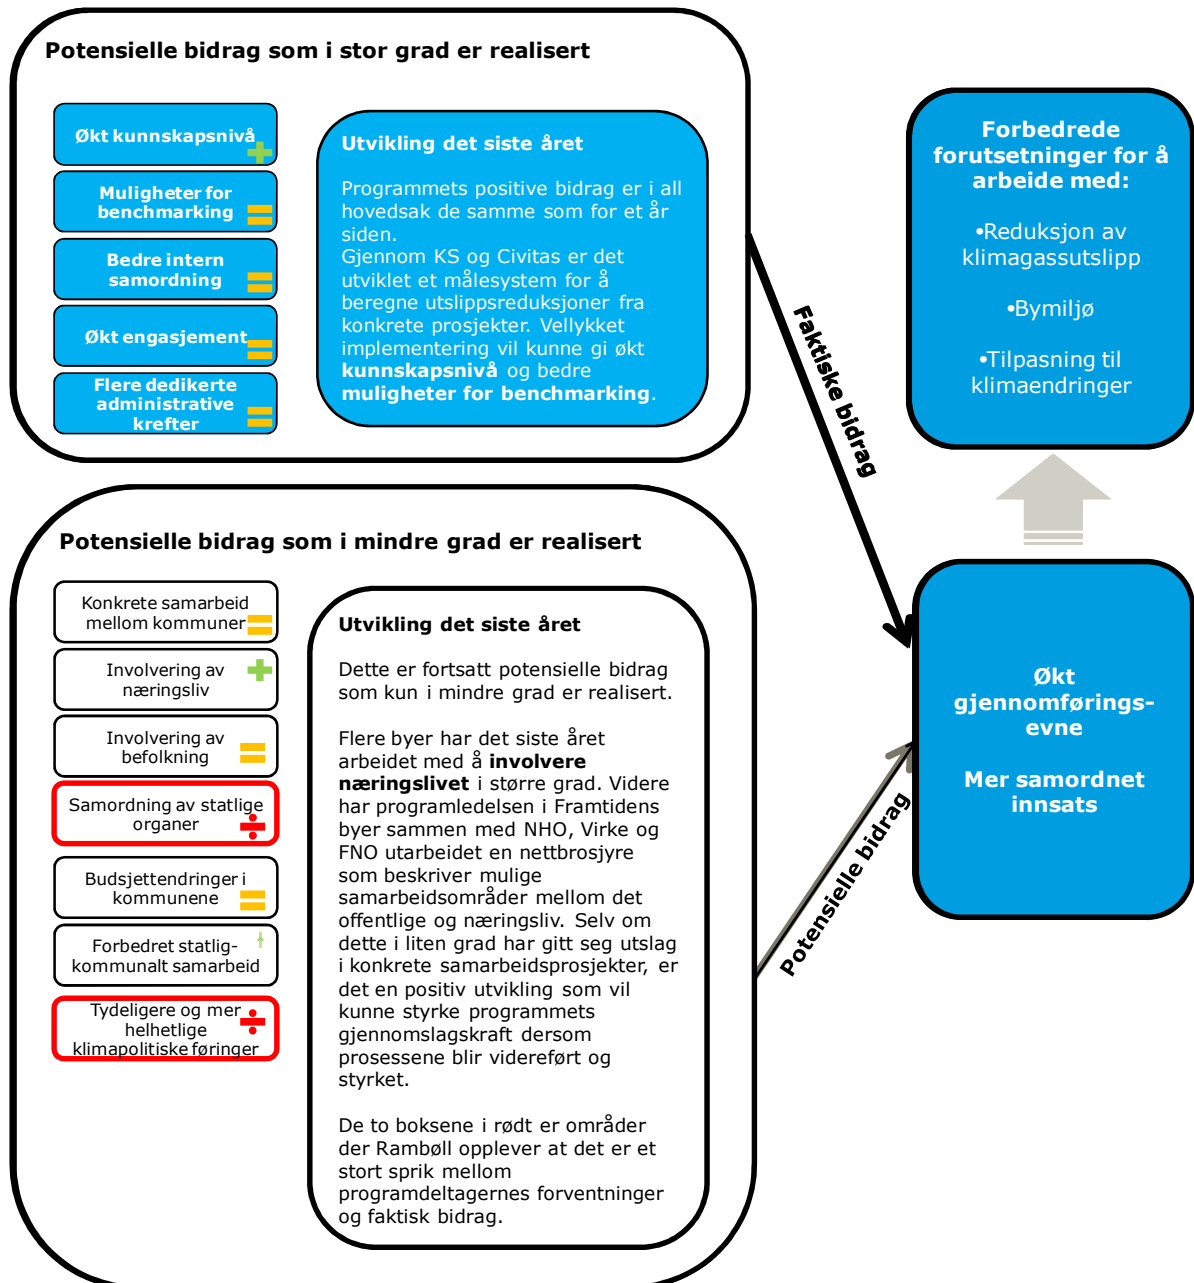 Potensielle bidrag som i stor grad er realisert
Økt kunnskapsnivå
Muligheter for
benchmarking
Bedre intern
samordning
Økt engasjement
Flere dedikerte
administrative
krefter
Utvikling det siste året
Programmets positive bidrag er i all
hovedsak de samme som for et år
siden.
Gjennom KS og Civitas er det
utviklet et målesystem for å
beregne utslippsreduksjoner fra
konkrete prosjekter. Vellykket
implementering vil kunne gi økt
kunnskapsnivå og bedre
muligheter for benchmarking.
Faktiske bidrag
Forbedrede
forutsetninger for å
arbeide med:
•Reduksjon av
klimagassutslipp
•Bymiljø
•Tilpasning til
klimaendringer
Potensielle bidrag som i mindre grad er realisert
Konkrete samarbeid
mellom kommuner
Involvering av
næringsliv
Involvering av
befolkning
Samordning av statlige
organer
Budsjettendringer i
kommunene
Forbedret statlig-
kommunalt samarbeid
Tydeligere og mer
helhetlige
klimapolitiske føringer
Utvikling det siste året
Dette er fortsatt potensielle bidrag
som kun i mindre grad er realisert.
Flere byer har det siste året
arbeidet med å involvere
næringslivet i større grad. Videre
har programledelsen i Framtidens
byer sammen med NHO, Virke og
FNO utarbeidet en nettbrosjyre
som beskriver mulige
samarbeidsområder mellom det
offentlige og næringsliv. Selv om
dette i liten grad har gitt seg utslag
i konkrete samarbeidsprosjekter, er
det en positiv utvikling som vil
kunne styrke programmets
gjennomslagskraft dersom
prosessene blir videreført og
styrket.
De to boksene i rødt er områder
der Rambøll opplever at det er et
stort sprik mellom
programdeltagernes forventninger
og faktisk bidrag.
Potensielle bidrag
Økt
gjennomførings-
evne
Mer samordnet
innsats